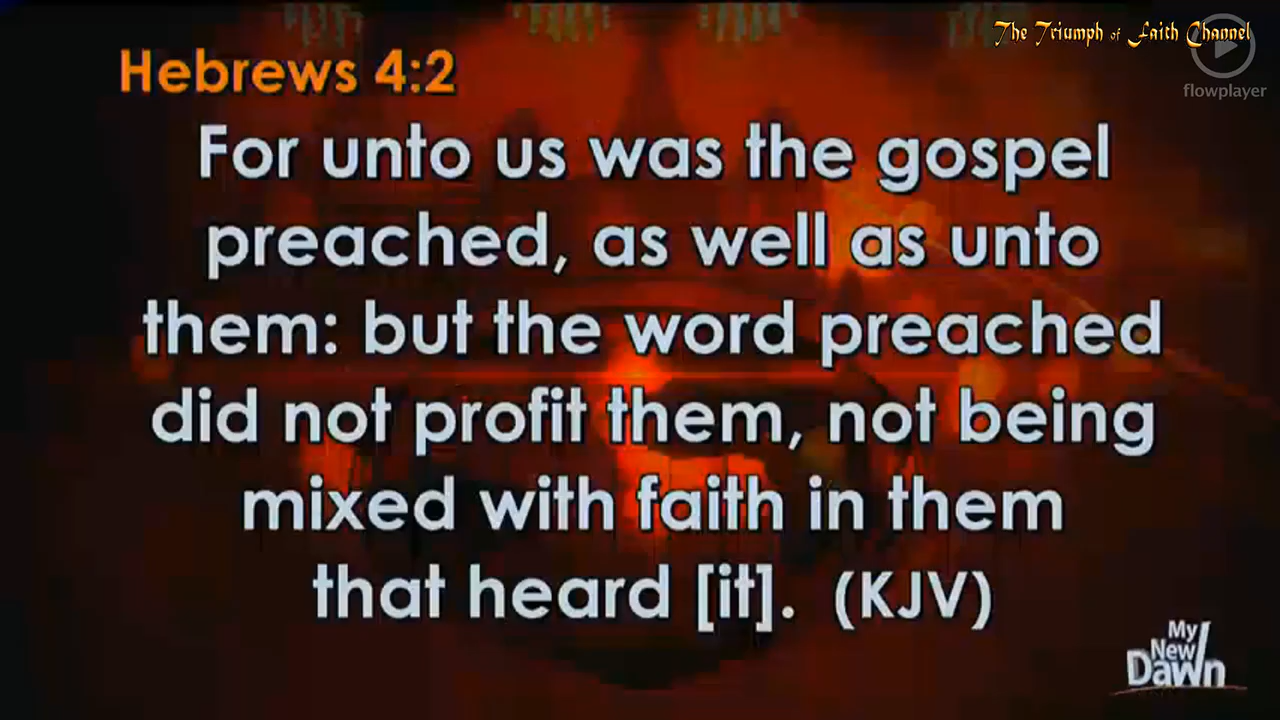 The Triumph of Faith Channel
flowplayer
Hebrews 4:2
For unto us was the gospel
preached, as well as unto
them: but the word preached
did not profit them, not being
mixed with faith in them
that heard [it]. (KJV)
My
New
Dawn